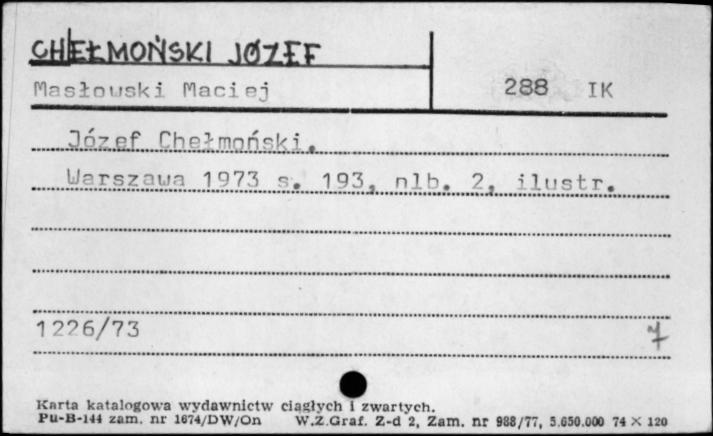 CHEŁMOŃSKI JÓZEF
Masłowski Maciej
288 IK
Józef Chełmoński.
Warszawa 1973 s. 193, nlb. 2, ilustr.
1226/73
7
Karta katalogowa wydawnictw ciągłych i zwartych.
Pu-B-144 zam. nr 1674/DW/On W.Z.Graf. Z-d 2, Zam. nr 988/77, 5.650.000 74 × 120